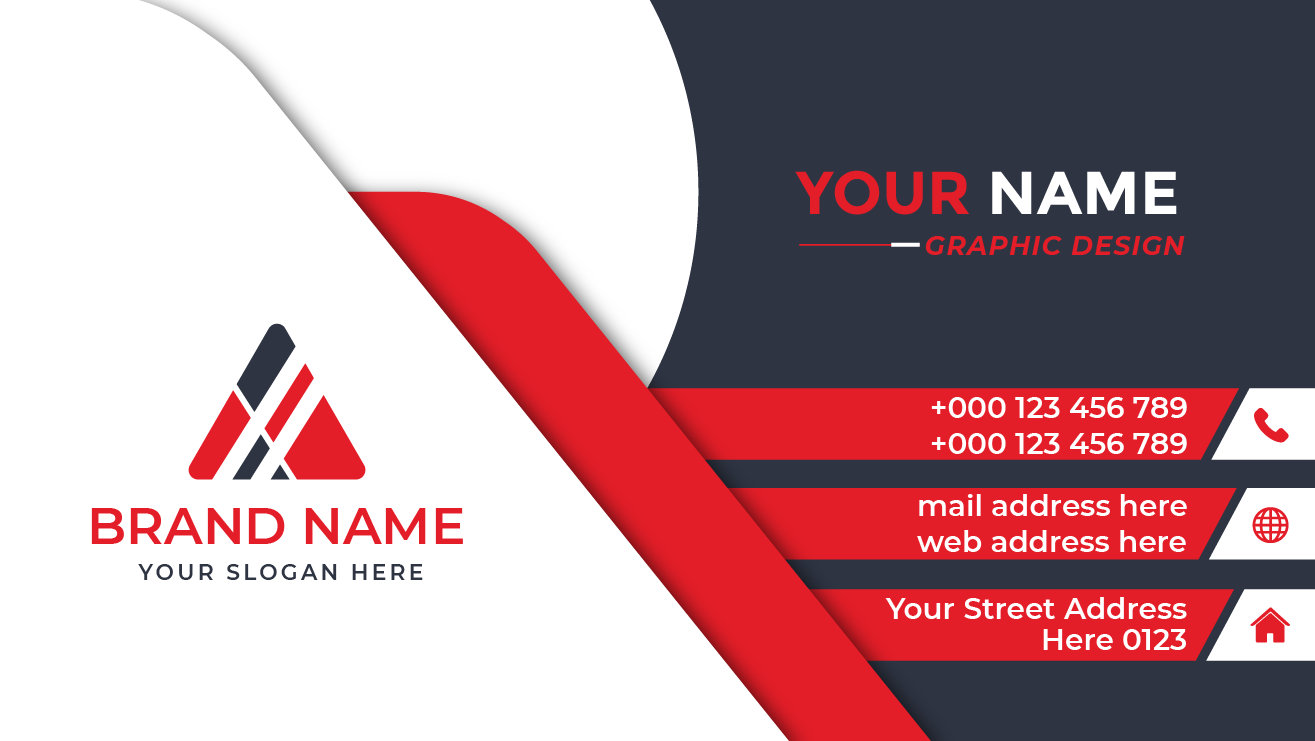 YOUR NAME
GRAPHIC DESIGN
BRAND NAME
YOUR SLOGAN HERE
+000 123 456 789
+000 123 456 789
mail address here
web address here
Your Street Address
Here 0123